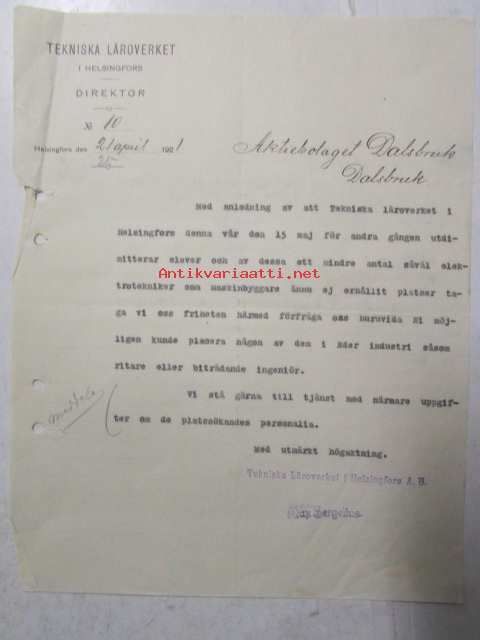 TEKNISKA LÄROVERKET
I HELSINGFORS
DIREKTOR
№ 10
Helsingfors den 21 april 1921
25
Aktiebolaget Dalsbruk
Dalsbruk
Med anledning av att Tekniska läroverket i
Helsingfors denna vår den 15 maj för andra gången utdi-
mitterar elever och av dessa ett mindre antal såväl elek-
Antikvariaatti.net
trotekniker som maskinbyggare ännu ej erhållit platser ta-
ga vi oss friheten härmed förfråga oss huruvida Ni möj-
ligen kunde placera någon av dem i Eder industri såsom
ritare eller biträdande ingeniör.
Vi stå gärna till tjänst med närmare uppgif-
ter om de platssökandes personalia.
Med utmärkt högaktning.
Tekniska Läroverket i Helsingfors A. B.